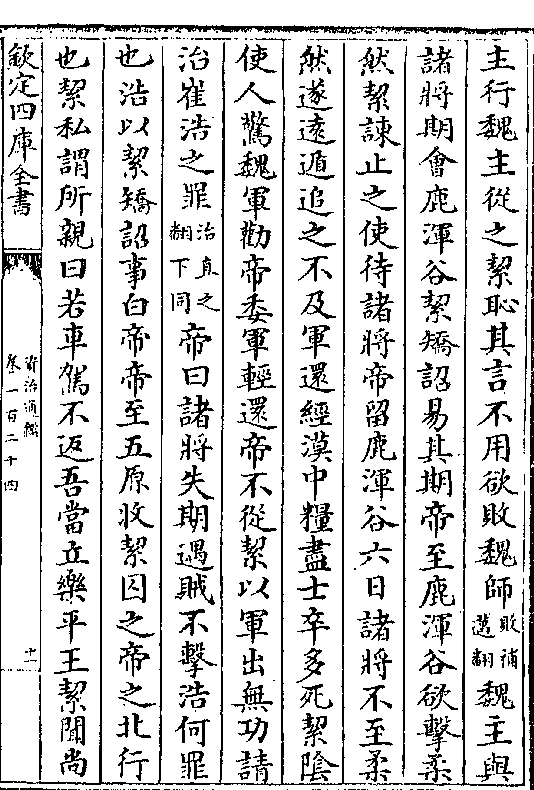 主行魏主從之絜恥其言不用欲敗魏師敗補邁翻魏主與
諸將期會鹿渾谷絜矯詔易其期帝至鹿渾谷欲擊柔
然絜諫止之使待諸將帝留鹿渾谷六日諸將不至柔
然遂遠遁追之不及軍還經漠中糧盡士卒多死絜陰
使人驚魏軍勸帝委軍輕還帝不從絜以軍出無功請
治崔浩之罪治直之翻下同帝曰諸將失期遇賊不擊浩何罪
也浩以絜矯詔事白帝帝至五原收絜囚之帝之北行
也絜私謂所親曰若車駕不返吾當立樂平王絜聞尚
欽定四庫全書
資治通鑑
卷一百二十四
十一